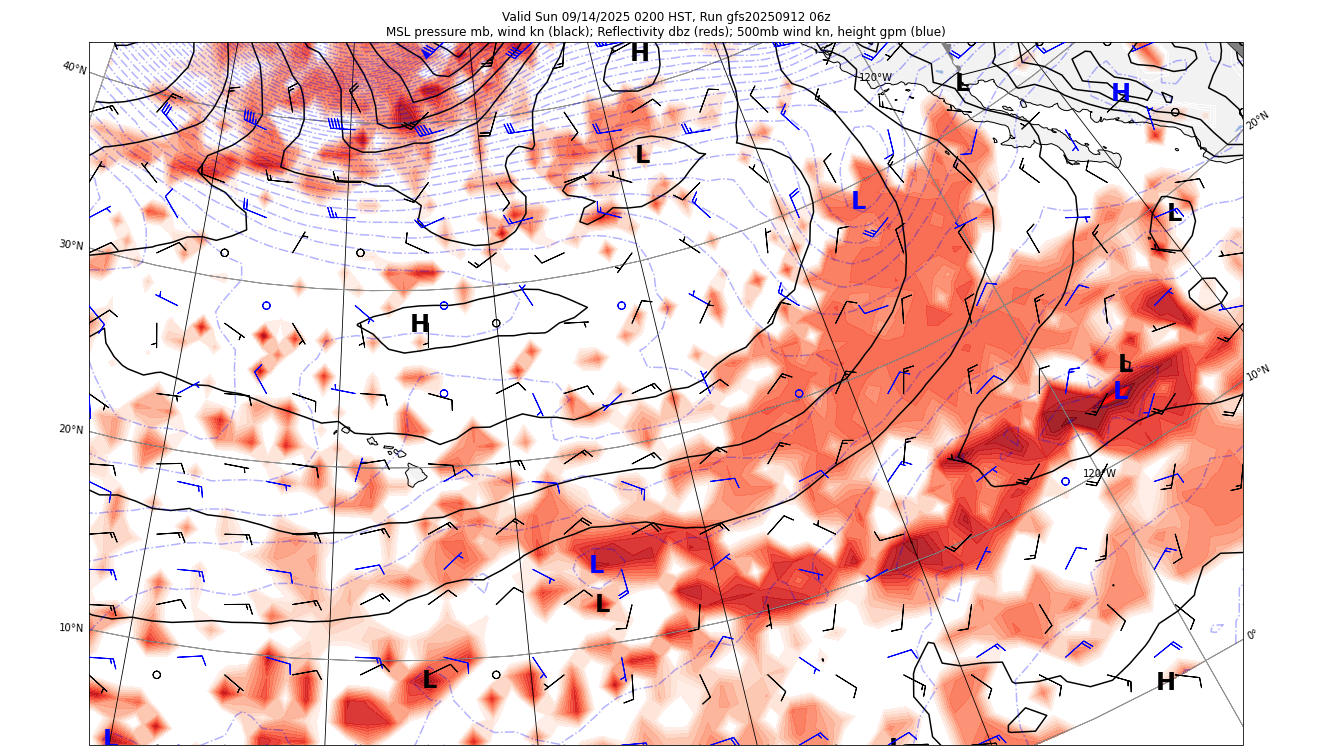 Valid Sun 09/14/2025 0200 HST, Run gfs20250912 06z
MSL pressure mb, wind kn (black); Reflectivity dbz (reds); 500mb wind kn, height gpm (blue)
H
40°N
120°W
L
H
20°N
L
L
L
30°N
H
L
10°N
L
20°N
120°W
L
L
10°N
0°
L
H
L
L